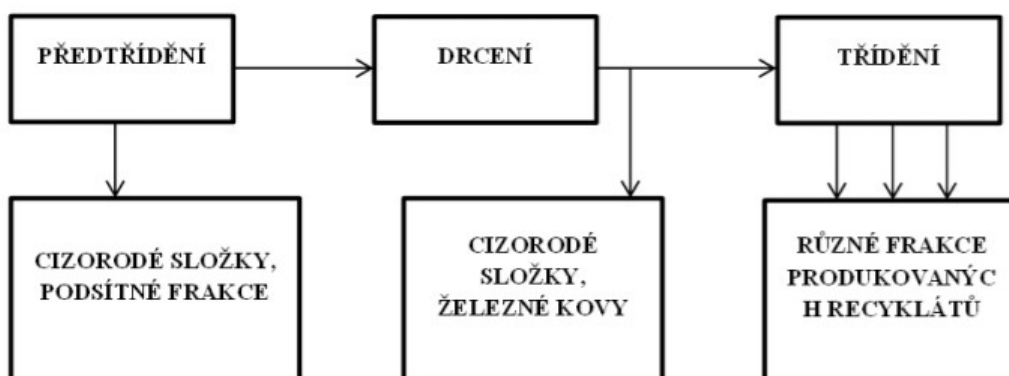 PŘEDTŘÍDĚNÍ
DRCENÍ
TŘÍDĚNÍ
CIZORODÉ SLOŽKY,
PODSÍTNÉ FRAKCE
CIZORODÉ
SLOŽKY,
ŽELEZNÉ KOVY
RŮZNÉ FRAKCE
PRODUKOVANÝC
H RECYKLÁTŮ